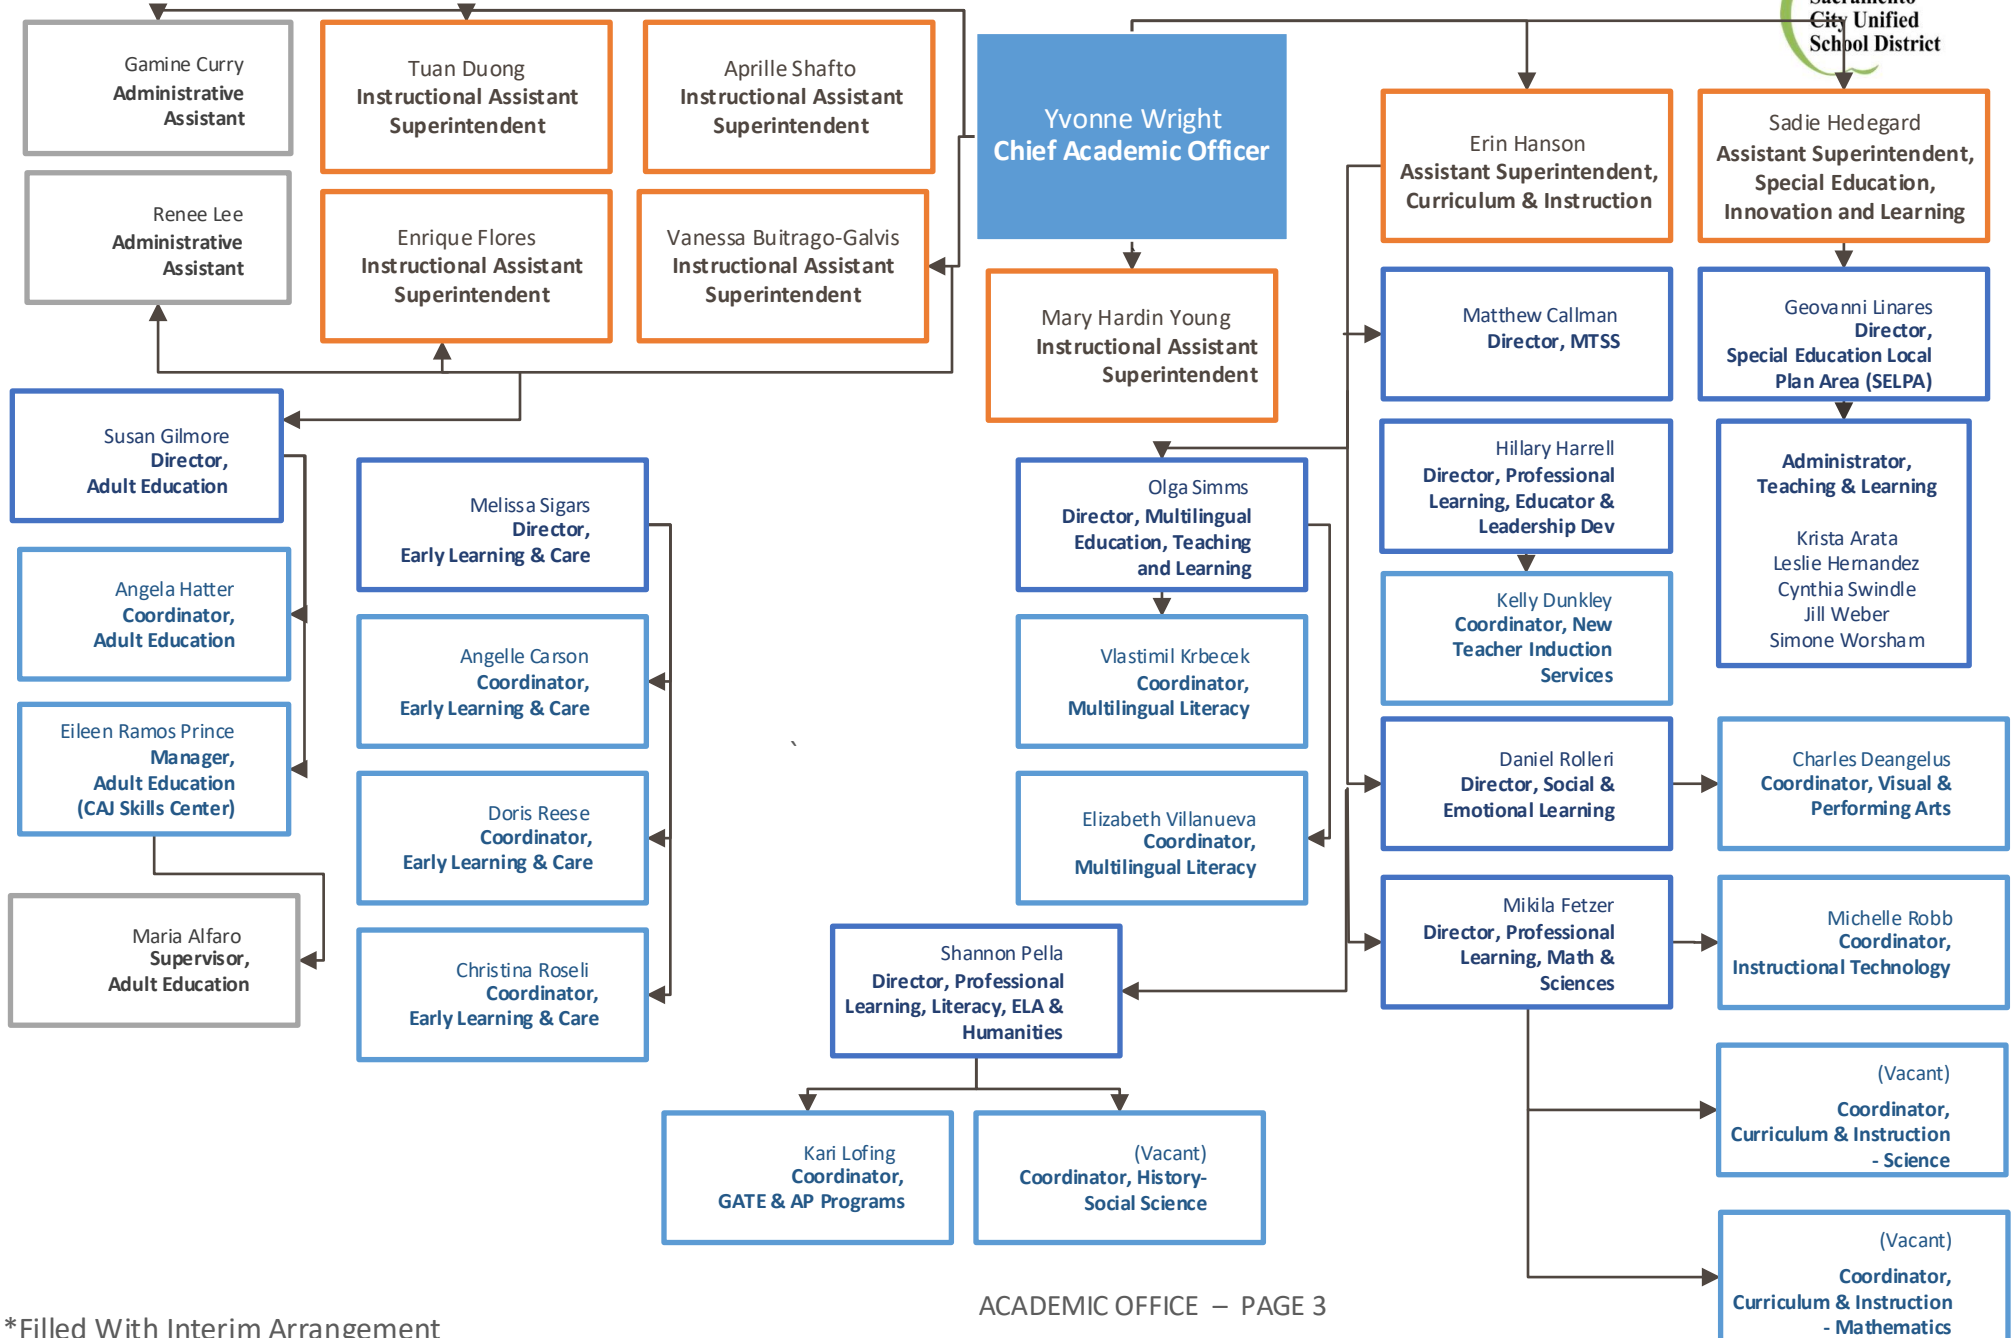 Sacramento
City Unified
School District
Gamine Curry
Administrative
Assistant
Tuan Duong
Instructional Assistant
Superintendent
Aprille Shafto
Instructional Assistant
Superintendent
Yvonne Wright
Chief Academic Officer
Erin Hanson
Assistant Superintendent,
Curriculum & Instruction
Sadie Hedegard
Assistant Superintendent,
Special Education,
Innovation and Learning
Renee Lee
Administrative
Assistant
Enrique Flores
Instructional Assistant
Superintendent
Vanessa Buitrago-Galvis
Instructional Assistant
Superintendent
Mary Hardin Young
Instructional Assistant
Superintendent
Matthew Callman
Director, MTSS
Geovanni Linares
Director,
Special Education Local
Plan Area (SELPA)
Susan Gilmore
Director,
Adult Education
Melissa Sigars
Director,
Early Learning & Care
Olga Simms
Director, Multilingual
Education, Teaching
and Learning
Hillary Harrell
Director, Professional
Learning, Educator &
Leadership Dev
Administrator,
Teaching & Learning
Krista Arata
Leslie Hernandez
Cynthia Swindle
Jill Weber
Simone Worsham
Angela Hatter
Coordinator,
Adult Education
Angelle Carson
Coordinator,
Early Learning & Care
Vlastimil Krbecek
Coordinator,
Multilingual Literacy
Kelly Dunkley
Coordinator, New
Teacher Induction
Services
Eileen Ramos Prince
Manager,
Adult Education
(CAJ Skills Center)
`
Doris Reese
Coordinator,
Early Learning & Care
Elizabeth Villanueva
Coordinator,
Multilingual Literacy
Daniel Rolleri
Director, Social &
Emotional Learning
Charles Deangelus
Coordinator, Visual &
Performing Arts
Maria Alfaro
Supervisor,
Adult Education
Christina Roseli
Coordinator,
Early Learning & Care
Shannon Pella
Director, Professional
Learning, Literacy, ELA &
Humanities
Mikila Fetzer
Director, Professional
Learning, Math &
Sciences
Michelle Robb
Coordinator,
Instructional Technology
Kari Lofing
Coordinator,
GATE & AP Programs
(Vacant)
Coordinator, History-
Social Science
(Vacant)
Coordinator,
Curriculum & Instruction
- Science
(Vacant)
Coordinator,
Curriculum & Instruction
- Mathematics
ACADEMIC OFFICE – PAGE 3
*Filled With Interim Arrangement